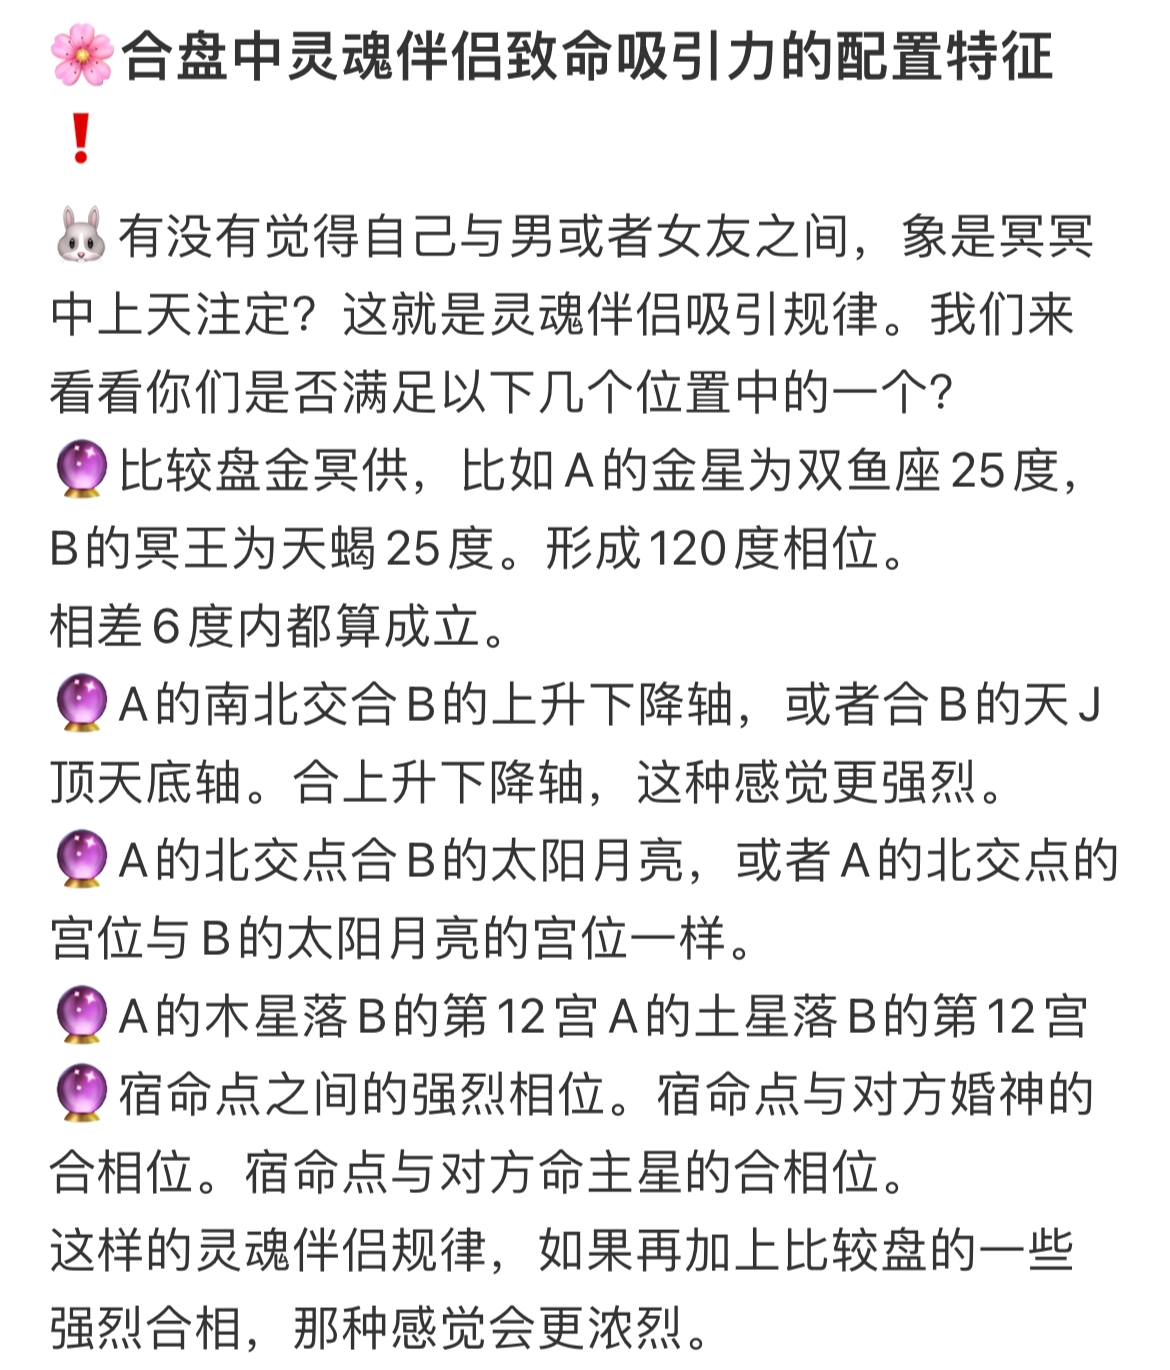 🌸合盘中灵魂伴侣致命吸引力的配置特征
❗
🐰有没有觉得自己与男或者女友之间，象是冥冥
中上天注定？这就是灵魂伴侣吸引规律。我们来
看看你们是否满足以下几个位置中的一个？
🔮比较盘金冥供，比如A的金星为双鱼座25度，
B的冥王为天蝎25度。形成120度相位。
相差6度内都算成立。
🔮A的南北交合B的上升下降轴，或者合B的天J
顶天底轴。合上升下降轴，这种感觉更强烈。
🔮A的北交点合B的太阳月亮，或者A的北交点的
宫位与B的太阳月亮的宫位一样。
🔮A的木星落B的第12宫A的土星落B的第12宫
🔮宿命点之间的强烈相位。宿命点与对方婚神的
合相位。宿命点与对方命主星的合相位。
这样的灵魂伴侣规律，如果再加上比较盘的一些
强烈合相，那种感觉会更浓烈。